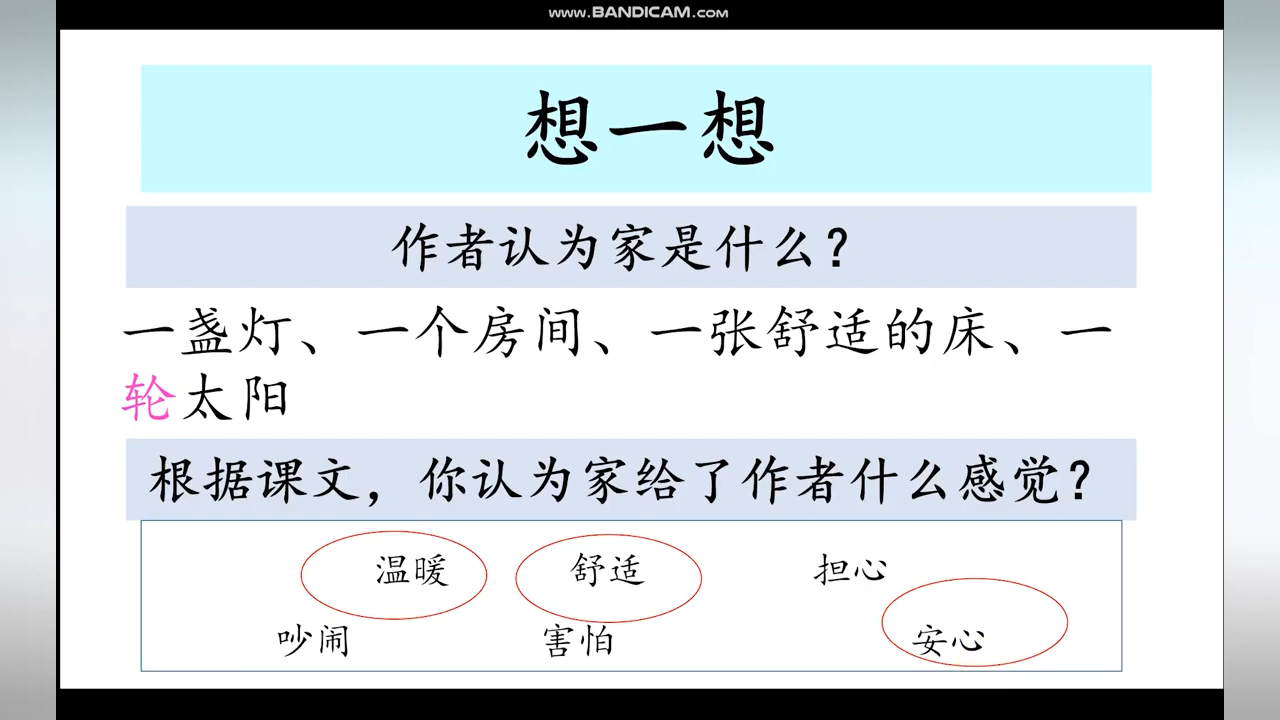 WWW.BANDICAM.COM
想一想
作者认为家是什么？
一盏灯、一个房间、一张舒适的床、一
轮太阳
根据课文，你认为家给了作者什么感觉？
温暖 舒适 担心
吵闹 害怕 安心